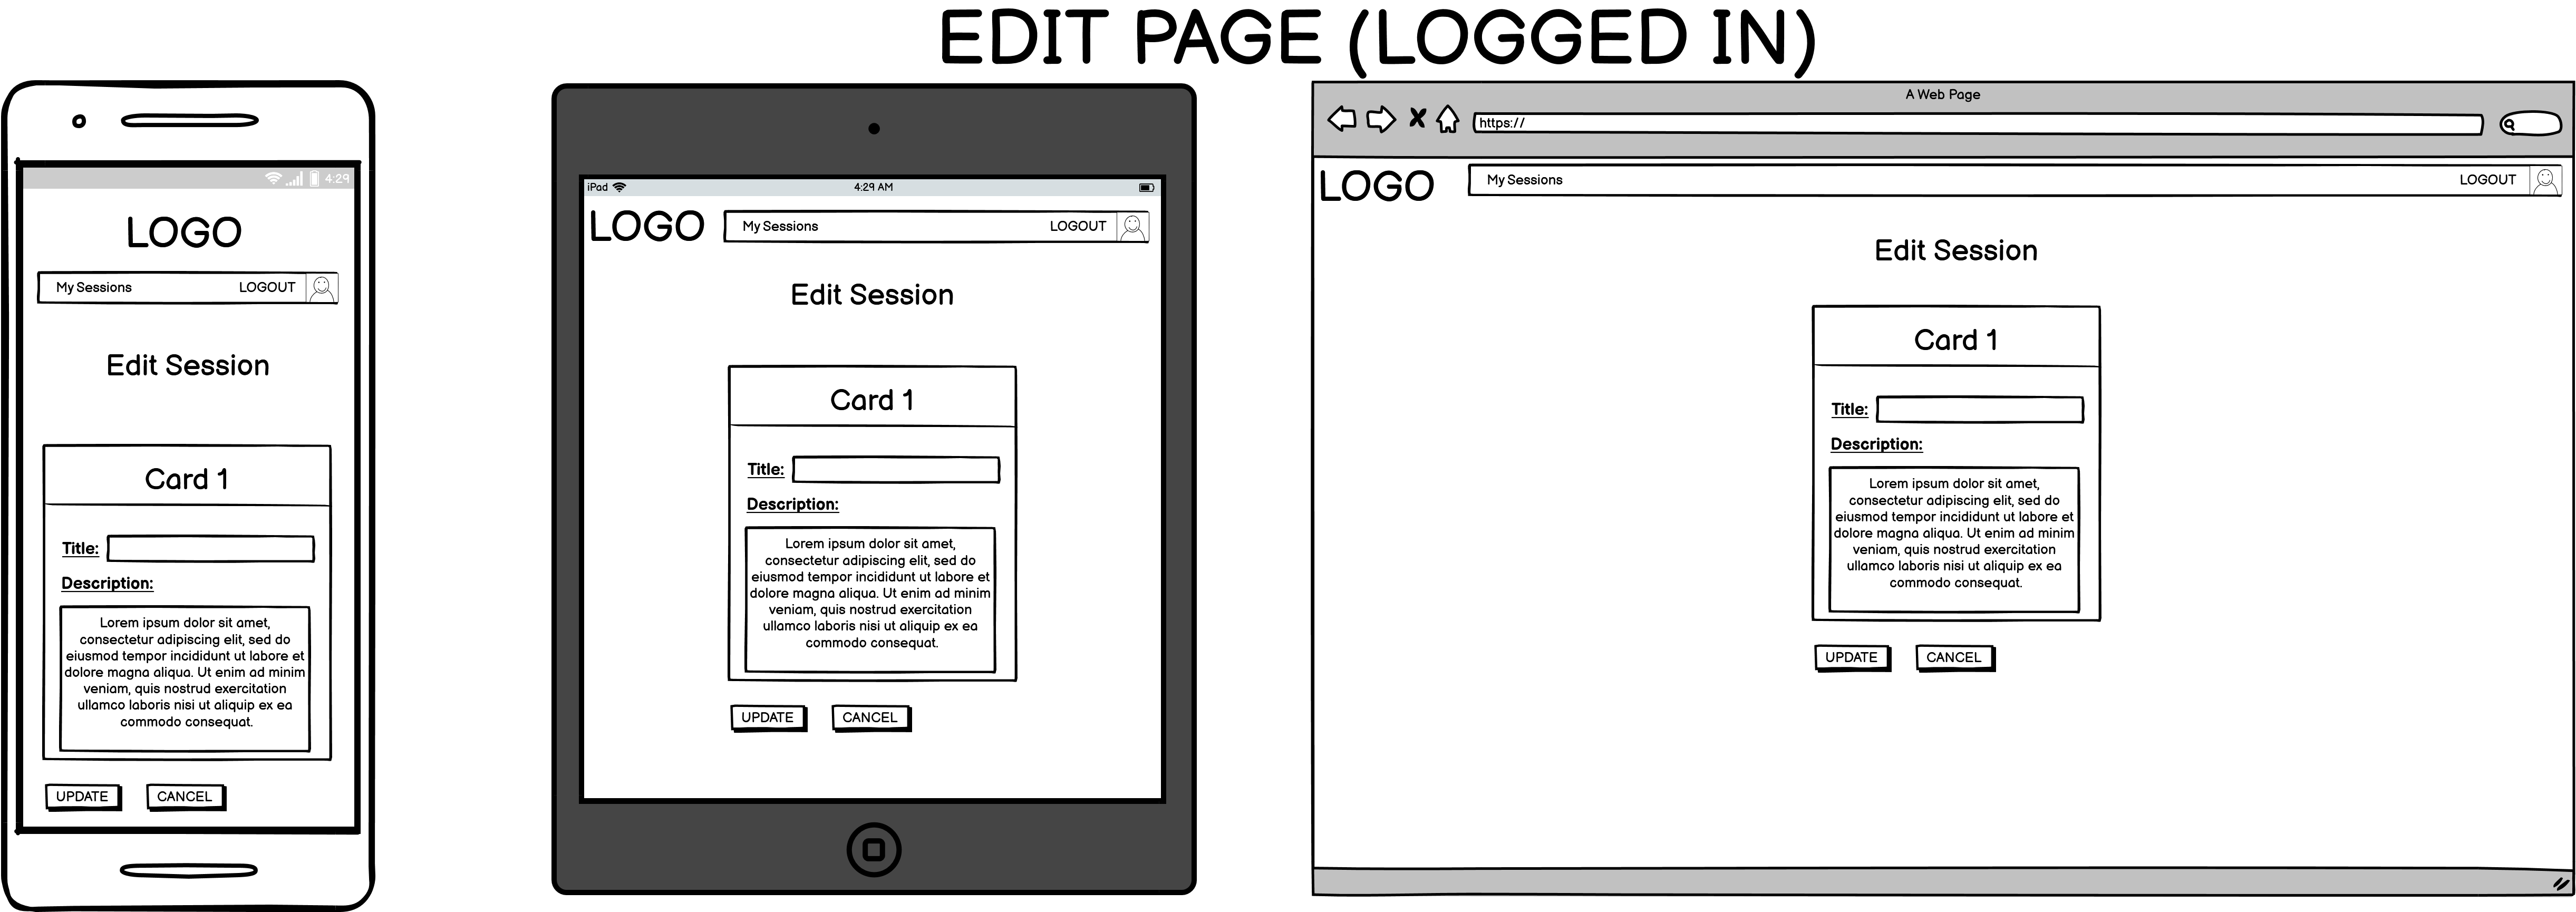 EDIT PAGE (LOGGED IN)
4:29
LOGO
My Sessions LOGOUT
Edit Session
Card 1
Title:
Description:
Lorem ipsum dolor sit amet,
consectetur adipiscing elit, sed do
eiusmod tempor incididunt ut labore et
dolore magna aliqua. Ut enim ad minim
veniam, quis nostrud exercitation
ullamco laboris nisi ut aliquip ex ea
commodo consequat.
UPDATE CANCEL
iPad 4:29 AM
LOGO My Sessions LOGOUT
Edit Session
Card 1
Title:
Description:
Lorem ipsum dolor sit amet,
consectetur adipiscing elit, sed do
eiusmod tempor incididunt ut labore et
dolore magna aliqua. Ut enim ad minim
veniam, quis nostrud exercitation
ullamco laboris nisi ut aliquip ex ea
commodo consequat.
UPDATE CANCEL
A Web Page
https://
LOGO My Sessions LOGOUT
Edit Session
Card 1
Title:
Description:
Lorem ipsum dolor sit amet,
consectetur adipiscing elit, sed do
eiusmod tempor incididunt ut labore et
dolore magna aliqua. Ut enim ad minim
veniam, quis nostrud exercitation
ullamco laboris nisi ut aliquip ex ea
commodo consequat.
UPDATE CANCEL